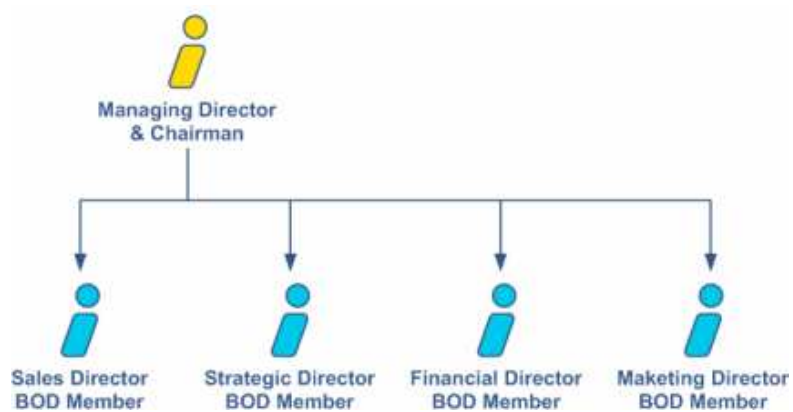 Managing Director
& Chairman
Sales Director
BOD Member
Strategic Director
BOD Member
Financial Director
BOD Member
Maketing Director
BOD Member